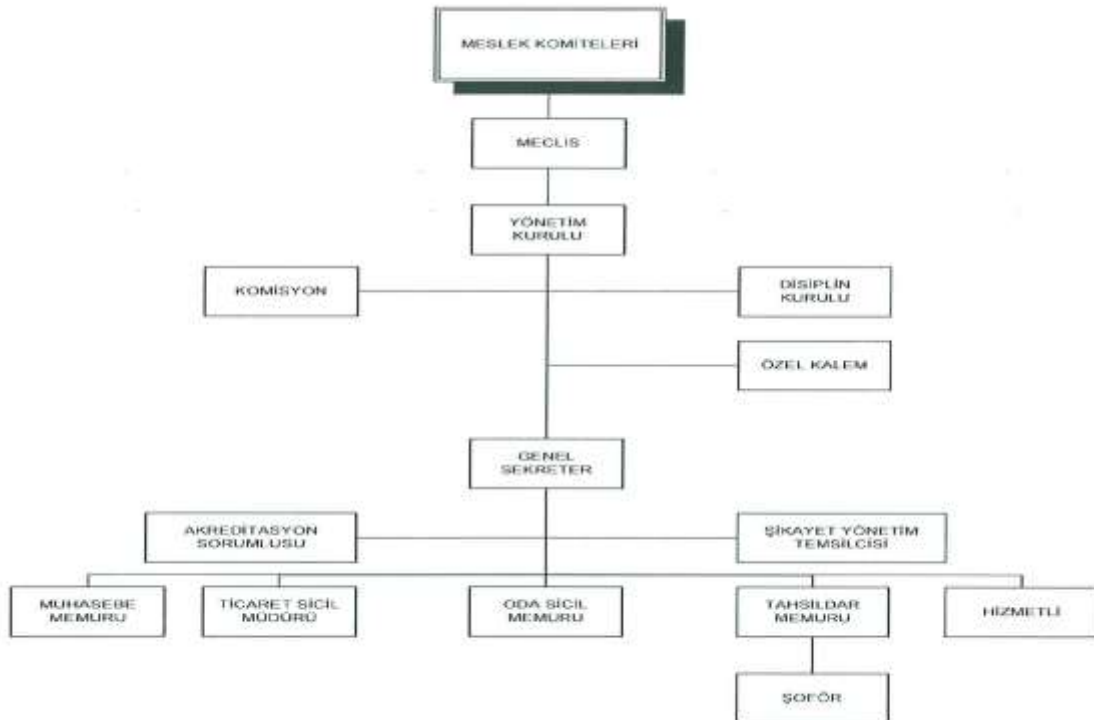 MESLEK KOMİTELERİ
MECLIS
YÖNETİM
KURULU
KOMİSYON
DİSİPLİN
KURULU
ÖZEL KALEM
GENEL
SEKRETER
AKREDİTASYON
SORUMLUSU
ŞİKAYET YÖNETİM
TEMSİLCİSİ
MUHASEBE
MEMURU
TİCARET SİCİL
MÜDÜRÜ
ODA SİCİL
MEMURU
TAHSİLDAR
MEMURU
HİZMETLİ
ŞOFÖR